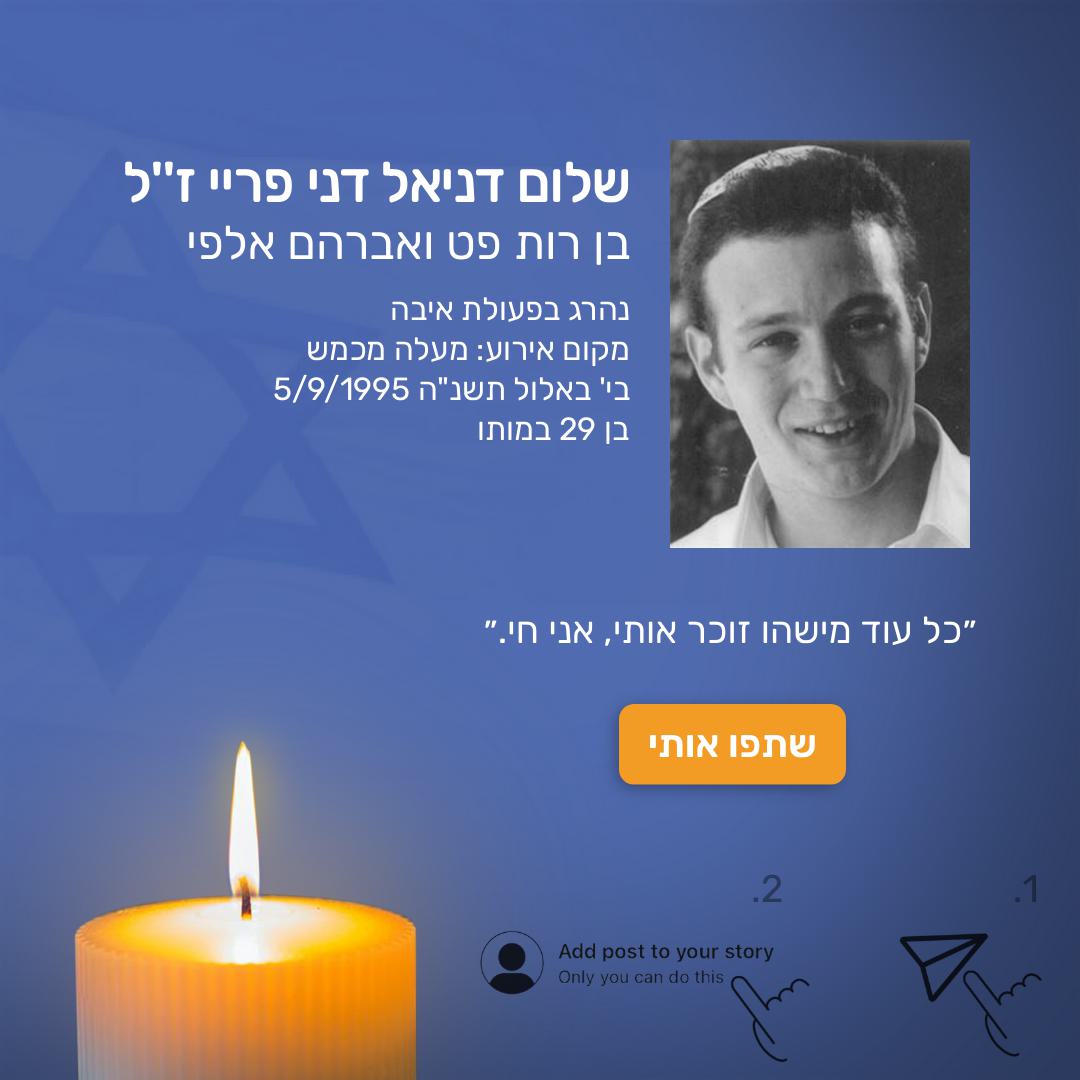 שלום דניאל דני פריי ז"ל
בן רות פט ואברהם אלפי
נהרג בפעולת איבה
מקום אירוע: מעלה מכמש
בי' באלול תשנ"ה 5/9/1995
בן 29 במותו
״כל עוד מישהו זוכר אותי, אני חי.״
שתפו אותי
1.
2.
Add post to your story
Only you can do this